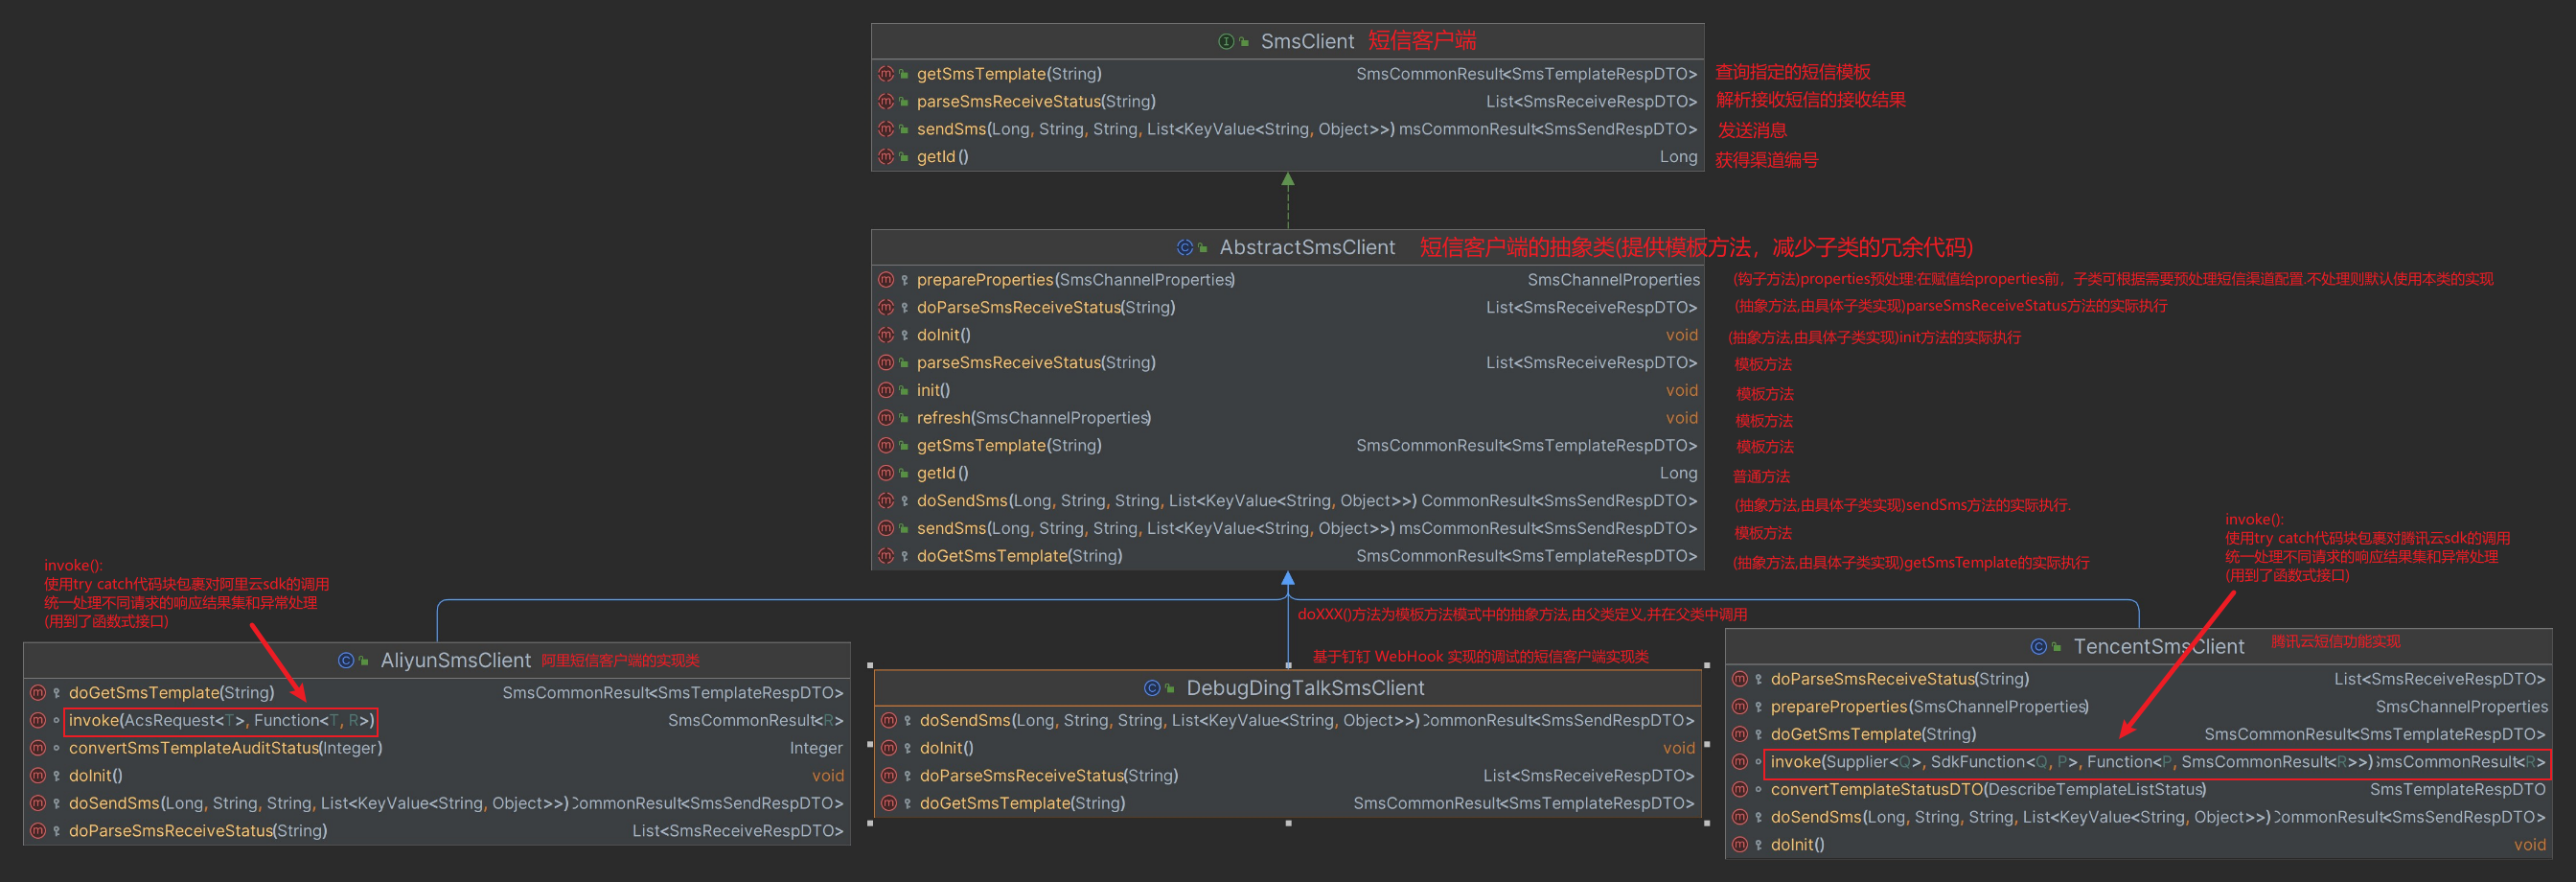 SmsClient 短信客户端
getSmsTemplate(String) SmsCommonResult<SmsTemplateRespDTO> 查询指定的短信模板
parseSmsReceiveStatus(String) List<SmsReceiveRespDTO> 解析接收短信的接收结果
sendSms(Long, String, String, List<KeyValue<String, Object>>) msCommonResult<SmsSendRespDTO> 发送消息
getId() Long 获得渠道编号
AbstractSmsClient 短信客户端的抽象类(提供模板方法，减少子类的冗余代码)
prepareProperties(SmsChannelProperties) SmsChannelProperties (钩子方法)properties预处理:在赋值给properties前，子类可根据需要预处理短信渠道配置.不处理则默认使用本类的实现
doParseSmsReceiveStatus(String) List<SmsReceiveRespDTO> (抽象方法,由具体子类实现)parseSmsReceiveStatus方法的实际执行
doInit() void (抽象方法,由具体子类实现)init方法的实际执行
parseSmsReceiveStatus(String) List<SmsReceiveRespDTO> 模板方法
init() void 模板方法
refresh(SmsChannelProperties) void 模板方法
getSmsTemplate(String) SmsCommonResult<SmsTemplateRespDTO> 模板方法
getId() Long 普通方法
doSendSms(Long, String, String, List<KeyValue<String, Object>>) CommonResult<SmsSendRespDTO> (抽象方法,由具体子类实现)sendSms方法的实际执行.
sendSms(Long, String, String, List<KeyValue<String, Object>>) msCommonResult<SmsSendRespDTO> 模板方法
doGetSmsTemplate(String) SmsCommonResult<SmsTemplateRespDTO> (抽象方法,由具体子类实现)getSmsTemplate的实际执行
invoke():
使用try catch代码块包裹对阿里云sdk的调用
统一处理不同请求的响应结果集和异常处理
(用到了函数式接口)
invoke():
使用try catch代码块包裹对腾讯云sdk的调用
统一处理不同请求的响应结果集和异常处理
(用到了函数式接口)
doXXX()方法为模板方法模式中的抽象方法,由父类定义,并在父类中调用
AliyunSmsClient 阿里短信客户端的实现类
doGetSmsTemplate(String) SmsCommonResult<SmsTemplateRespDTO>
invoke(AcsRequest<T>, Function<T, R>) SmsCommonResult<R>
convertSmsTemplateAuditStatus(Integer) Integer
doInit() void
doSendSms(Long, String, String, List<KeyValue<String, Object>>) CommonResult<SmsSendRespDTO>
doParseSmsReceiveStatus(String) List<SmsReceiveRespDTO>
基于钉钉 WebHook 实现的调试的短信客户端实现类
DebugDingTalkSmsClient
doSendSms(Long, String, String, List<KeyValue<String, Object>>) CommonResult<SmsSendRespDTO>
doInit() void
doParseSmsReceiveStatus(String) List<SmsReceiveRespDTO>
doGetSmsTemplate(String) SmsCommonResult<SmsTemplateRespDTO>
TencentSmsClient 腾讯云短信功能实现
doParseSmsReceiveStatus(String) List<SmsReceiveRespDTO>
prepareProperties(SmsChannelProperties) SmsChannelProperties
doGetSmsTemplate(String) SmsCommonResult<SmsTemplateRespDTO>
invoke(Supplier<Q>, SdkFunction<Q, P>, Function<P, SmsCommonResult<R>>) SmsCommonResult<R>
convertTemplateStatusDTO(DescribeTemplateListStatus) SmsTemplateRespDTO
doSendSms(Long, String, String, List<KeyValue<String, Object>>) CommonResult<SmsSendRespDTO>
doInit() void